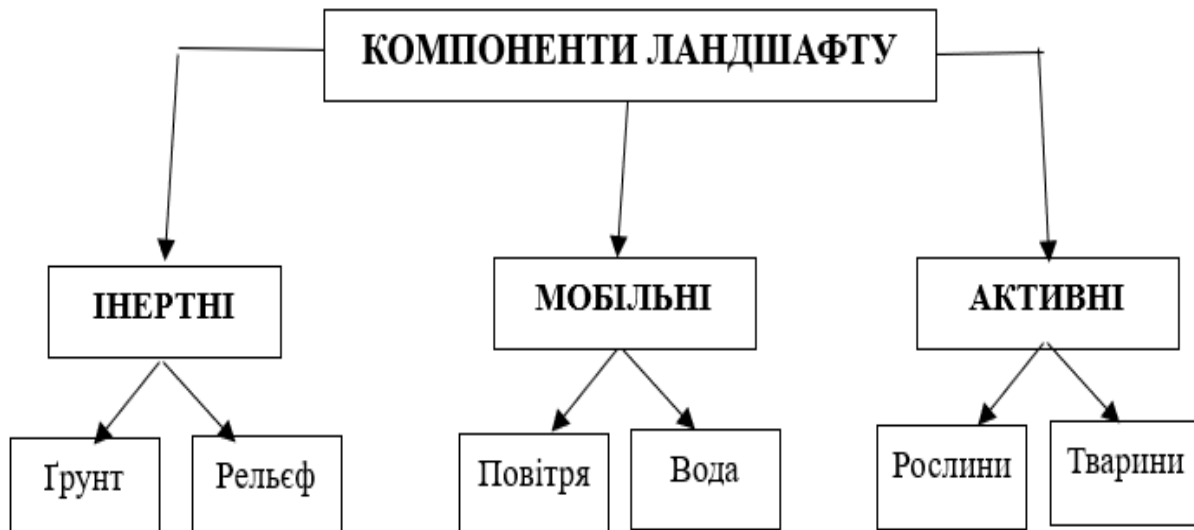 КОМПОНЕНТИ ЛАНДШАФТУ
ІНЕРТНІ
МОБІЛЬНІ
АКТИВНІ
Ґрунт
Рельєф
Повітря
Вода
Рослини
Тварини